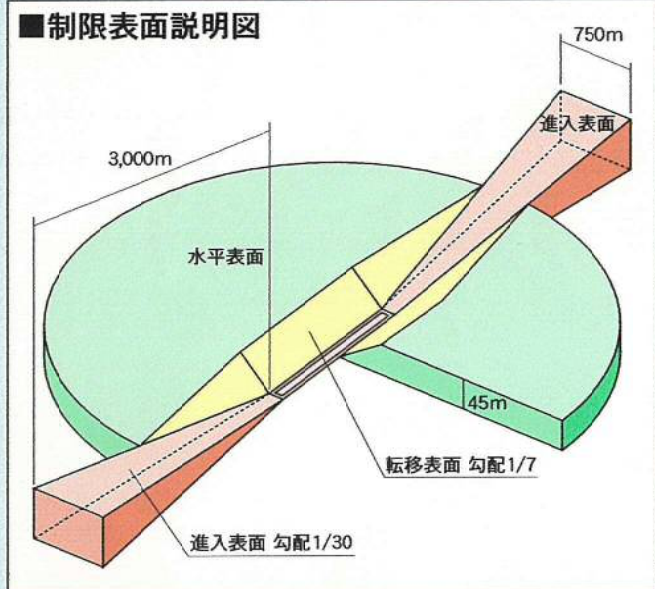 ■制限表面説明図
750m
進入表面
3,000m
水平表面
45m
転移表面 勾配1/7
進入表面 勾配1/30